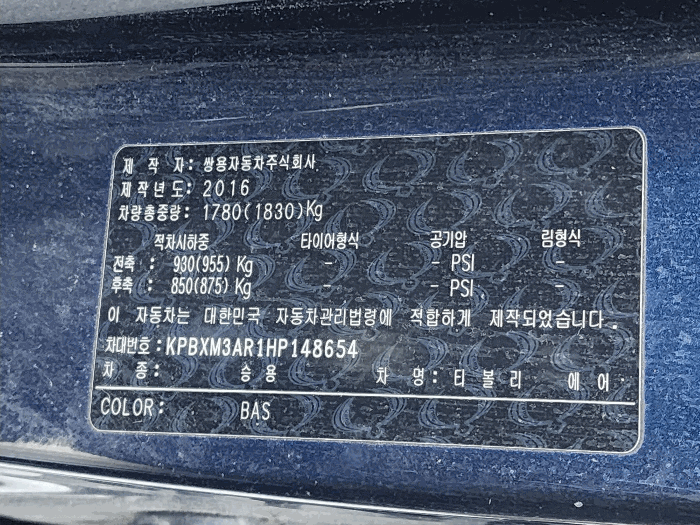 제 작 자: 쌍용자동차주식회사
제작년도: 2016
차량총중량: 1780(1830)Kg
적차시하중 타이어형식 공기압 림형식
전축 : 930(955) Kg - - PSI -
후축 : 850(875) Kg - - PSI -
이 자동차는 대한민국 자동차관리법령에 적합하게 제작되었습니다.
차대번호:KPBXM3AR1HP148654
차 종: 승용 차 명: 티 볼 리 에 어
COLOR: BAS